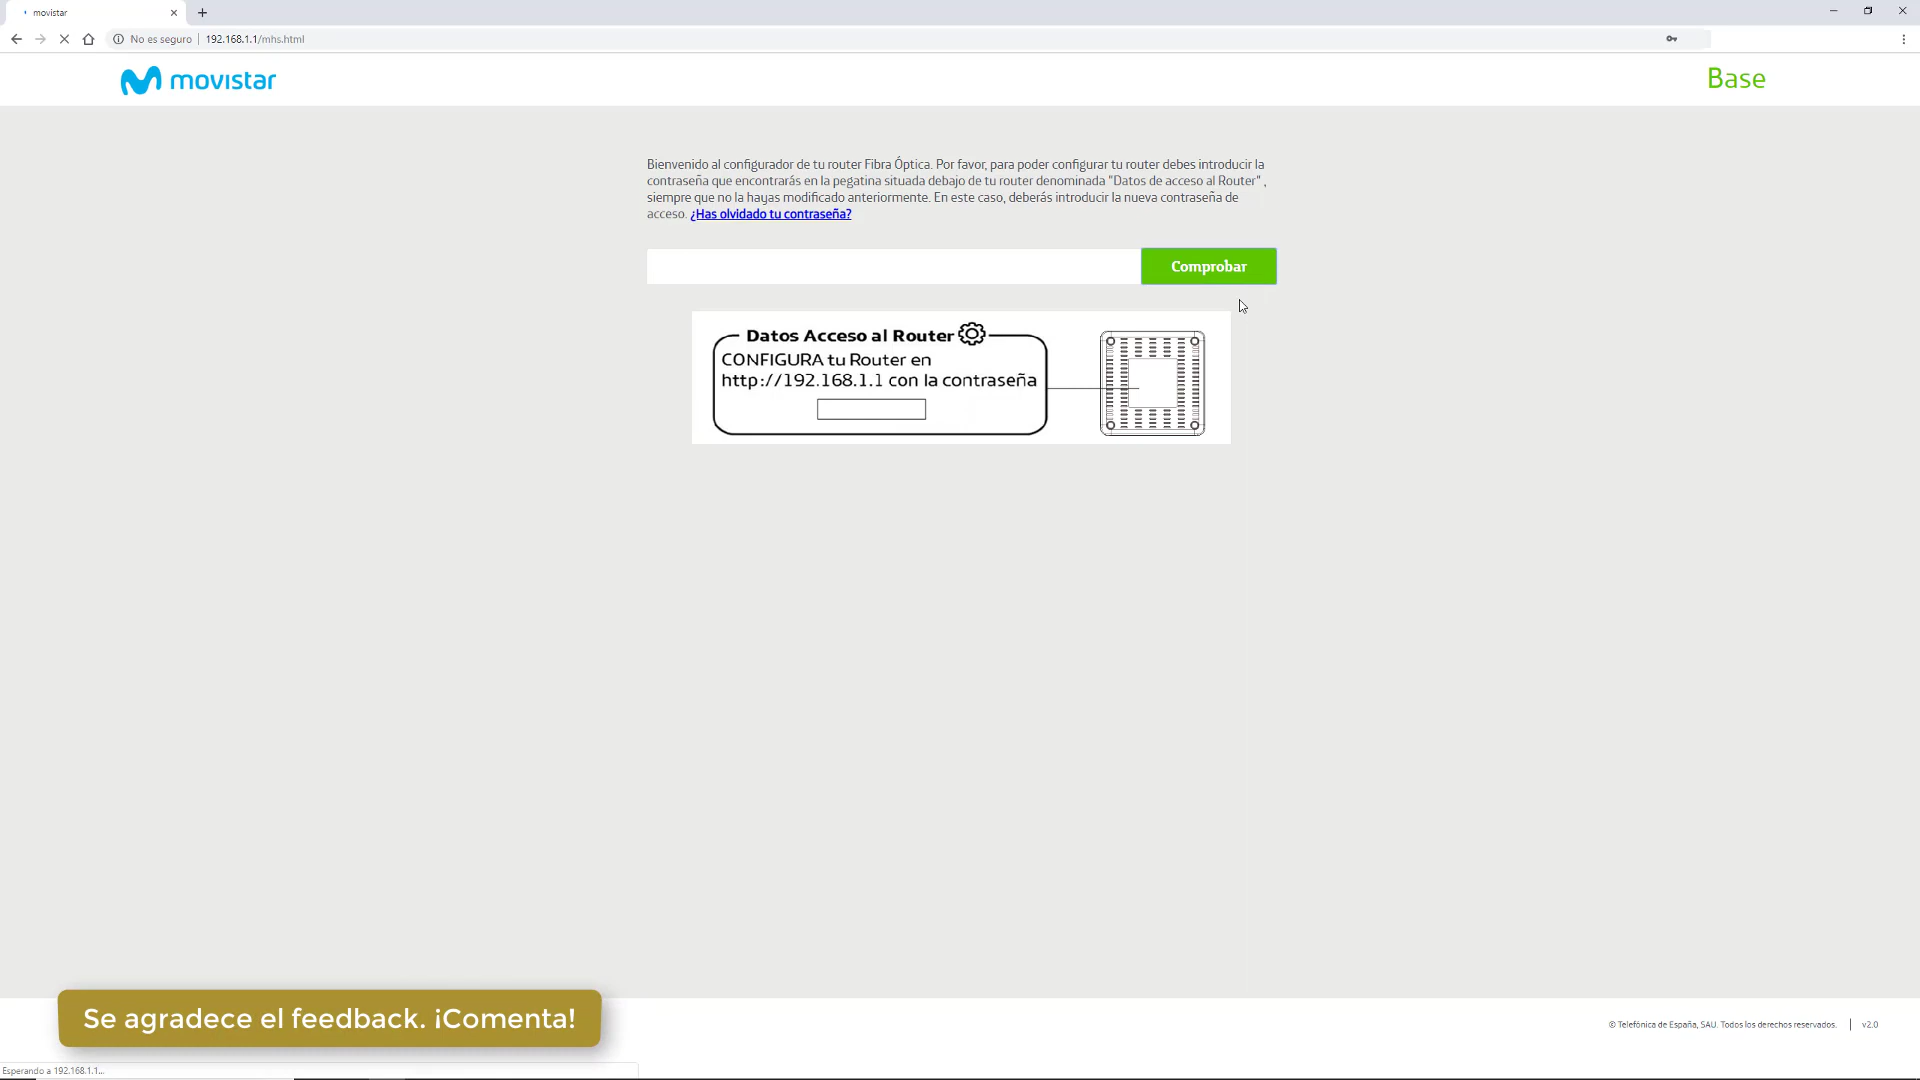 movistar
No es seguro
192.168.1.1/mhs.html
movistar
Base
Bienvenido al configurador de tu router Fibra Óptica. Por favor, para poder configurar tu router debes introducir la
contraseña que encontrarás en la pegatina situada debajo de tu router denominada "Datos de acceso al Router" ,
siempre que no la hayas modificado anteriormente. En este caso, deberás introducir la nueva contraseña de
acceso. ¿Has olvidado tu contraseña?
Comprobar
Datos Acceso al Router
CONFIGURA tu Router en
http://192.168.1.1 con la contraseña
Se agradece el feedback. ¡Comenta!
© Telefónica de España, SAU. Todos los derechos reservados. | v2.0
Esperando a 192.168.1.1...